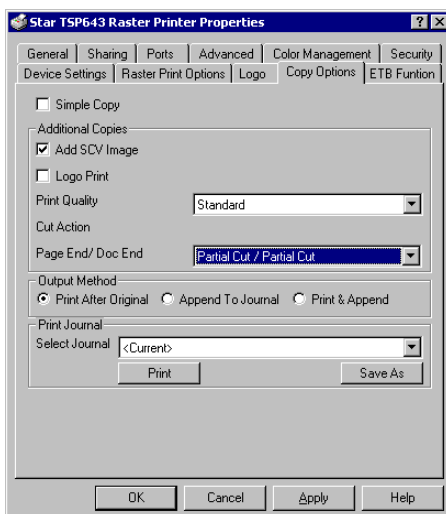 Star TSP643 Raster Printer Properties
General Sharing Ports Advanced Color Management Security
Device Settings Raster Print Options Logo Copy Options ETB Funtion
Simple Copy
Additional Copies
Add SCV Image
Logo Print
Print Quality Standard
Cut Action
Page End/ Doc End Partial Cut / Partial Cut
Output Method
Print After Original Append To Journal Print & Append
Print Journal
Select Journal <Current>
Print Save As
OK Cancel Apply Help